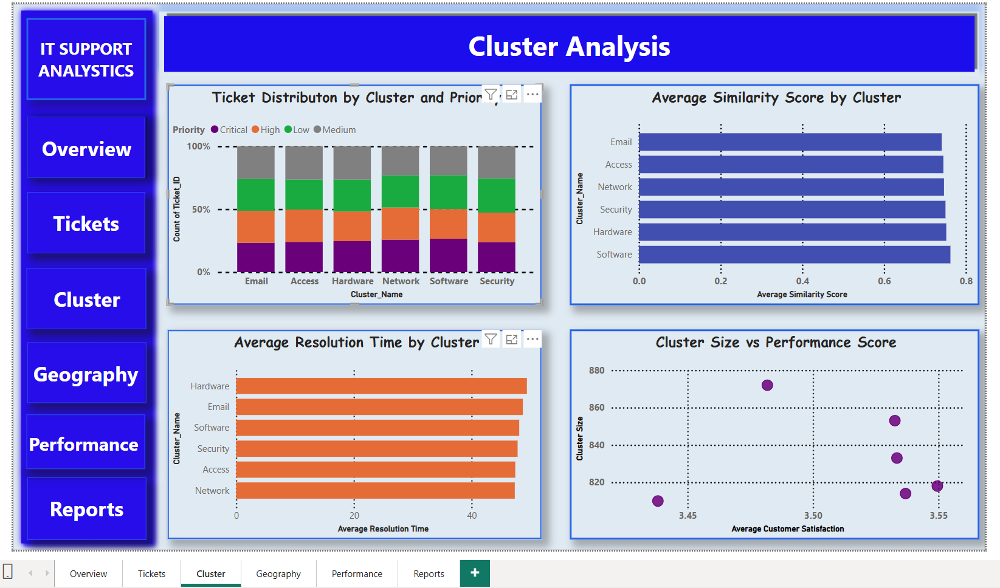 IT SUPPORT
ANALYSTICS
Overview
Tickets
Cluster
Geography
Performance
Reports
Cluster Analysis
Ticket Distributon by Cluster and
Priority Critical High Low Medium
100%
50%
0%
Count of Ticket_ID
Email Access Hardware Network Software Security
Cluster_Name
Average Similarity Score by Cluster
Cluster_Name
Email
Access
Network
Security
Hardware
Software
0.0 0.2 0.4 0.6 0.8
Average Similarity Score
Average Resolution Time by Cluster
Cluster_Name
Hardware
Email
Software
Security
Access
Network
0 20 40
Average Resolution Time
Cluster Size vs Performance Score
Cluster Size
880
860
840
820
3.45 3.50 3.55
Average Customer Satisfaction
Overview Tickets Cluster Geography Performance Reports +